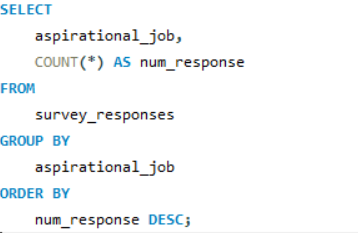 SELECT
aspirational_job,
COUNT(*) AS num_response
FROM
survey_responses
GROUP BY
aspirational_job
ORDER BY
num_response DESC;